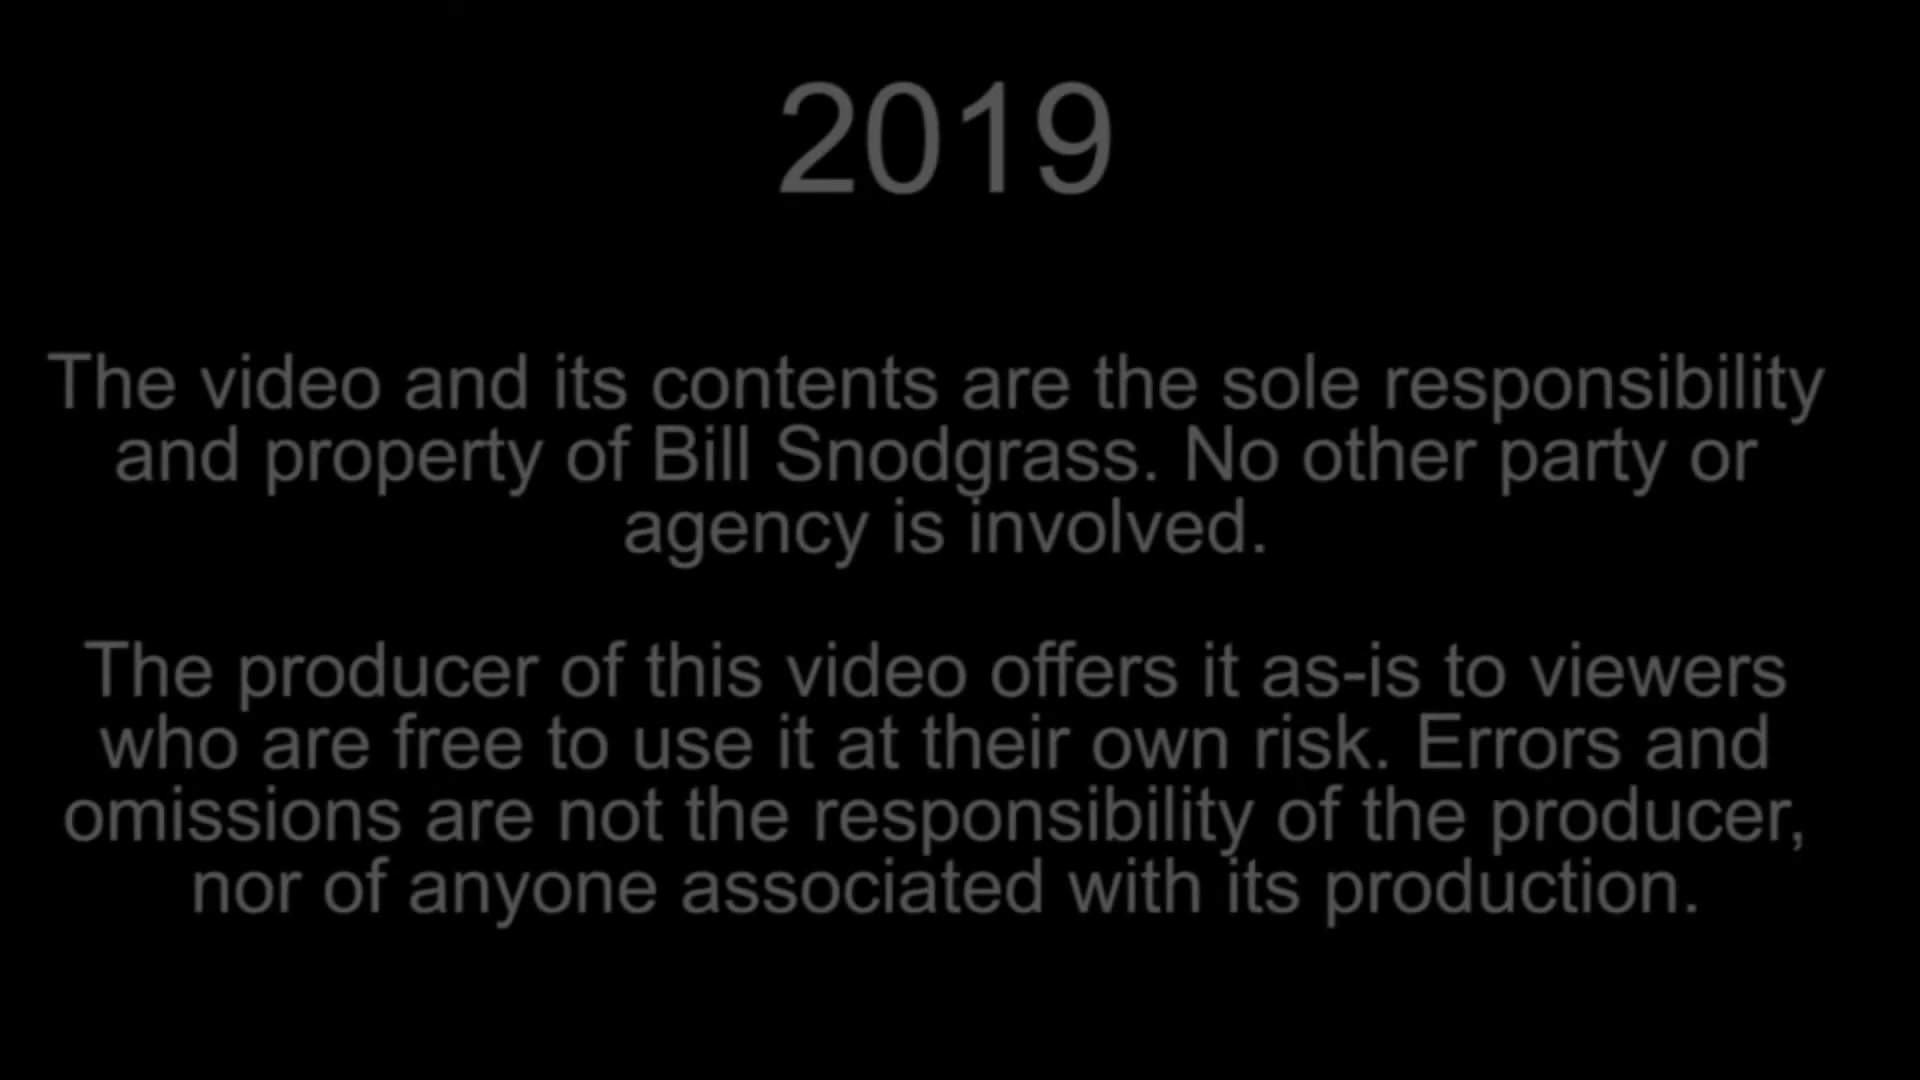 2019
The video and its contents are the sole responsibility
and property of Bill Snodgrass. No other party or
agency is involved.
The producer of this video offers it as-is to viewers
who are free to use it at their own risk. Errors and
omissions are not the responsibility of the producer,
nor of anyone associated with its production.